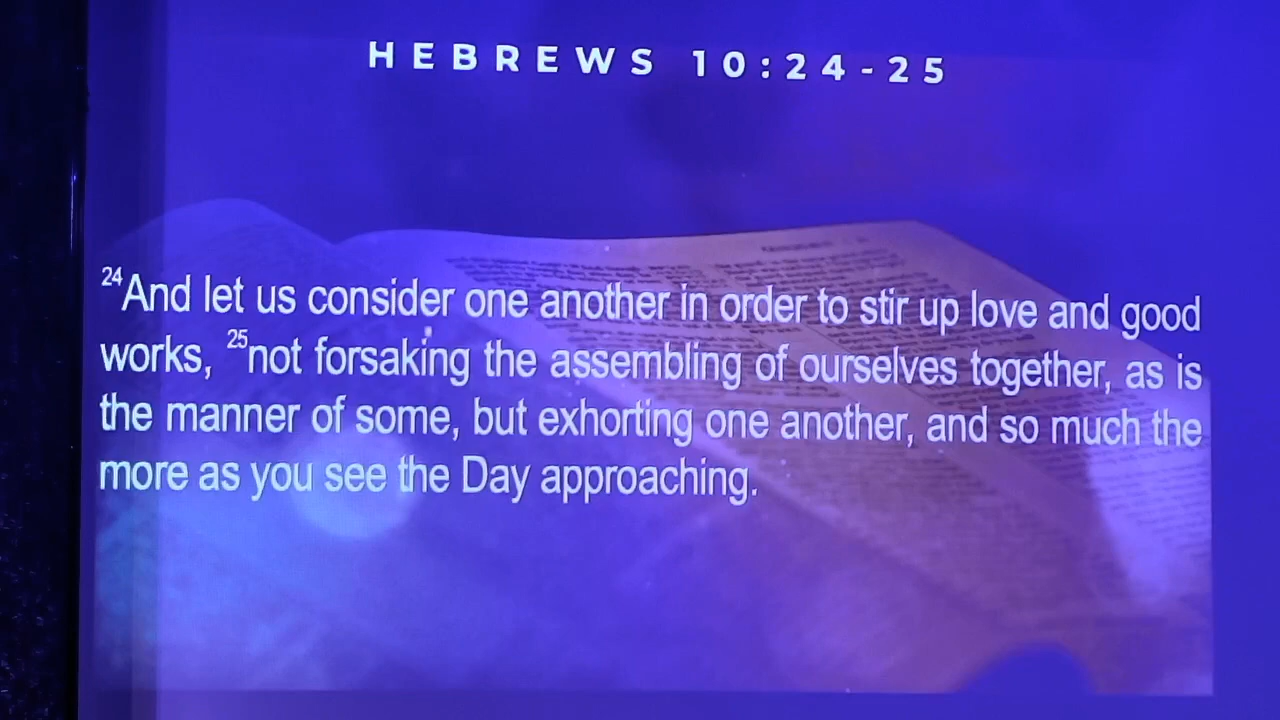 HEBREWS 10:24-25
24And let us consider one another in order to stir up love and good
works, 25not forsaking the assembling of ourselves together, as is
the manner of some, but exhorting one another, and so much the
more as you see the Day approaching.